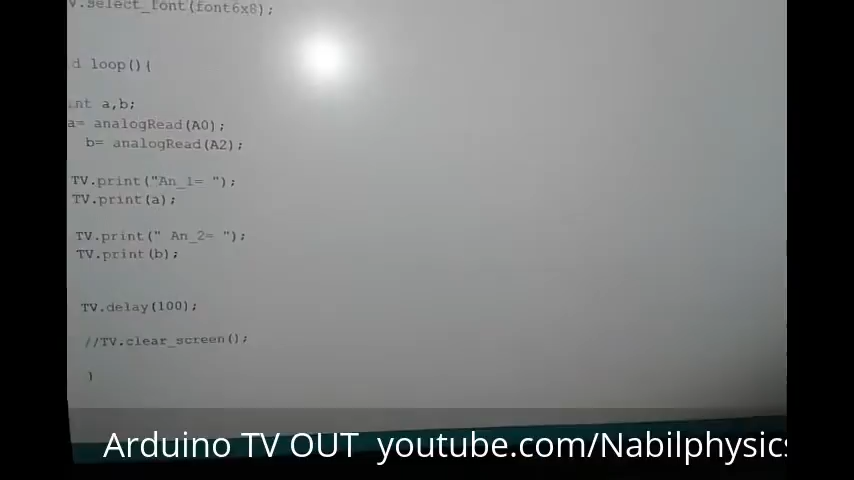 V.select_font(font6x8);
d loop(){
int a,b;
a= analogRead(A0);
b= analogRead(A2);
TV.print("An_1= ");
TV.print(a);
TV.print(" An_2= ");
TV.print(b);
TV.delay(100);
//TV.clear_screen();
}
Arduino TV OUT youtube.com/Nabilphysics